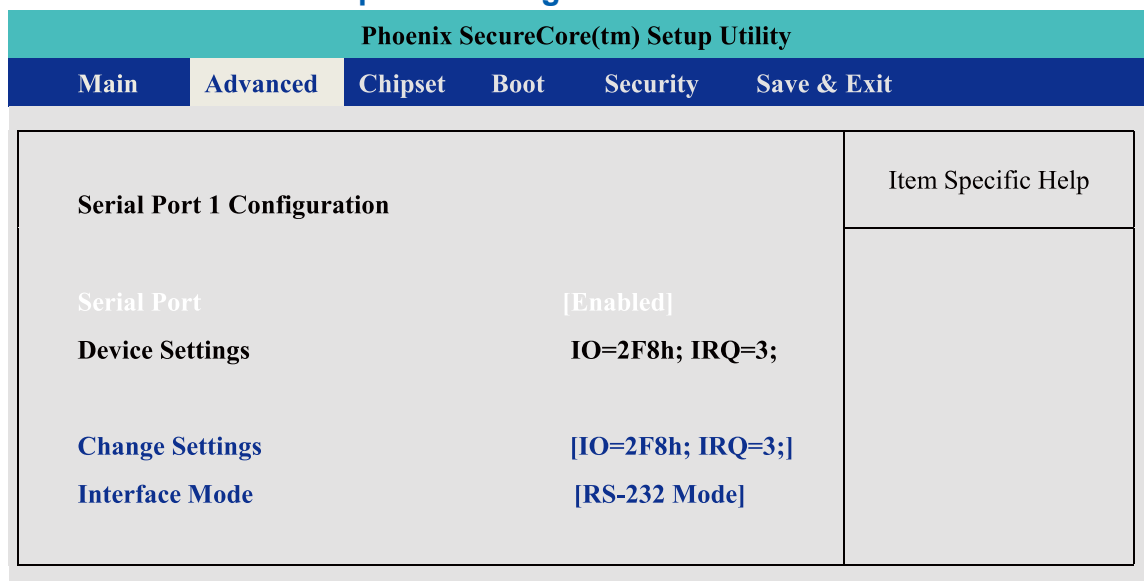 Phoenix SecureCore(tm) Setup Utility
Main Advanced Chipset Boot Security Save & Exit
Serial Port 1 Configuration
Item Specific Help
Serial Port [Enabled]
Device Settings IO=2F8h; IRQ=3;
Change Settings [IO=2F8h; IRQ=3;]
Interface Mode [RS-232 Mode]